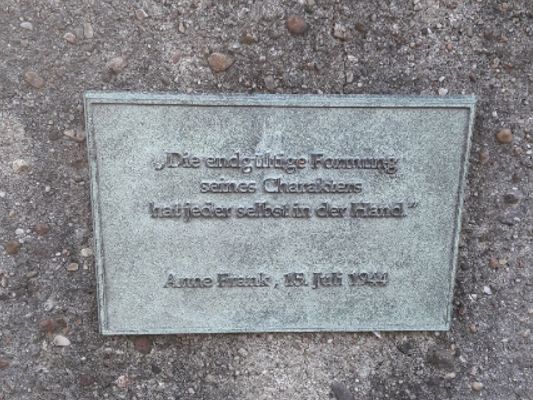 „Die endgültige Formung
seines Charakters
hat jeder selbst in der Hand.“
Anne Frank, 15. Juli 1944